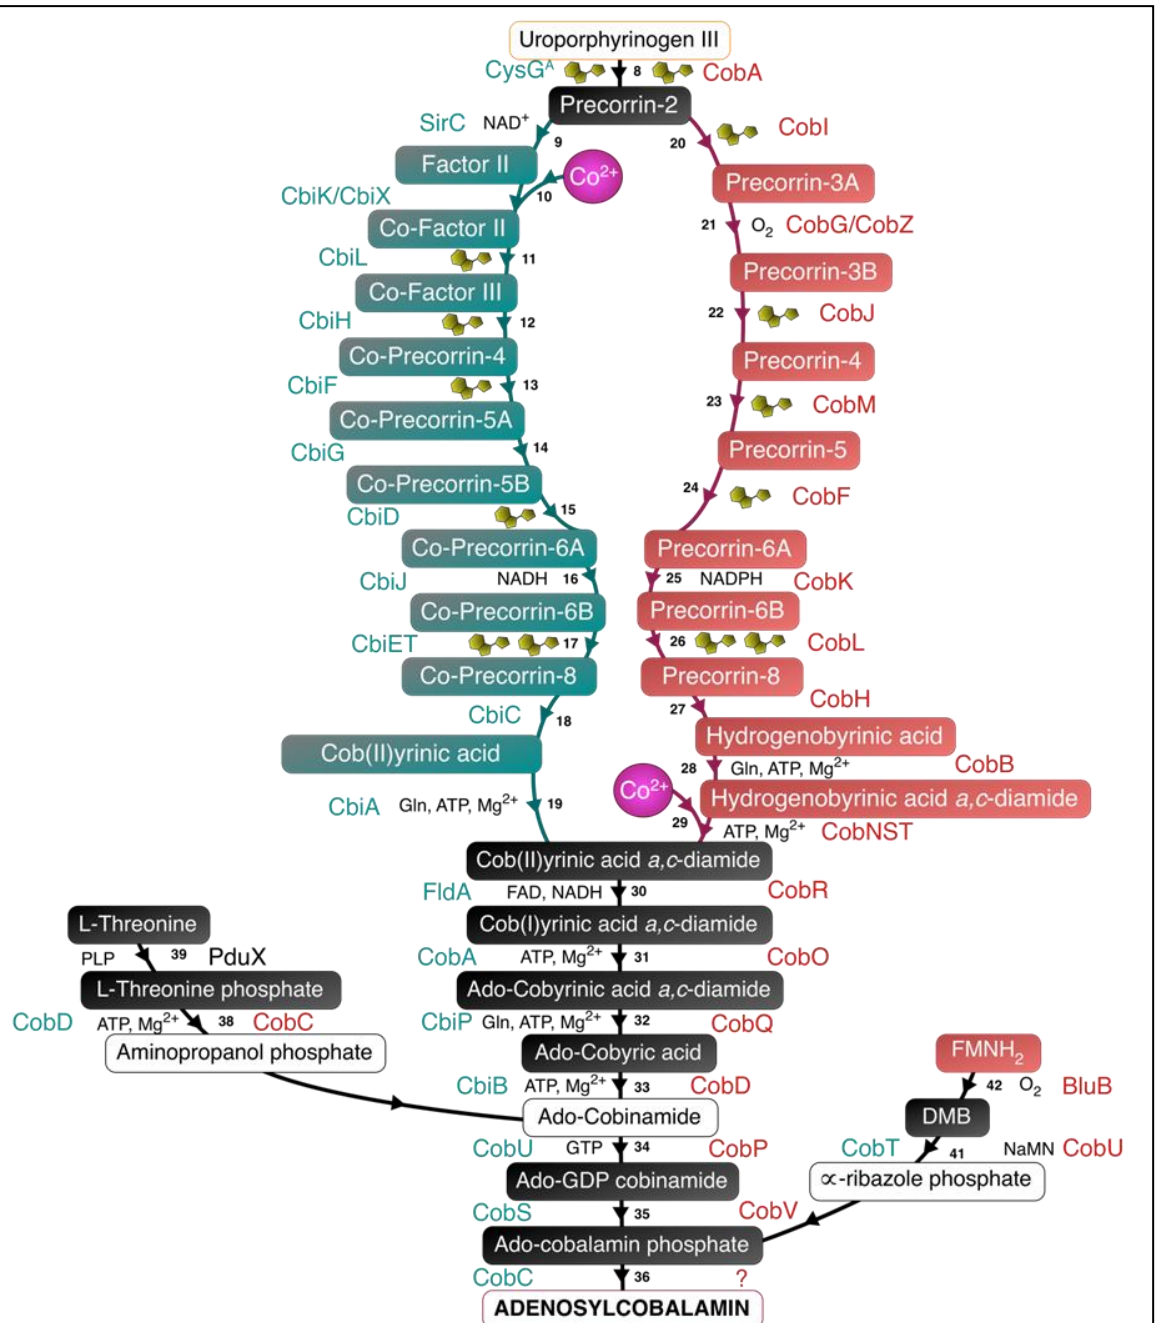 Uroporphyrinogen III
CysGᴬ 8 CobA
Precorrin-2
SirC NAD⁺ 9 20 CobI
Factor II
Co²⁺
Precorrin-3A
CbiK/CbiX 10
21 O₂ CobG/CobZ
Co-Factor II
CbiL 11
Precorrin-3B
Co-Factor III
CbiH 12 22 CobJ
Co-Precorrin-4
Precorrin-4
CbiF 13
23 CobM
Co-Precorrin-5A
CbiG 14
Precorrin-5
Co-Precorrin-5B
24 CobF
CbiD 15
Co-Precorrin-6A
Precorrin-6A
CbiJ NADH 16 25 NADPH CobK
Co-Precorrin-6B
Precorrin-6B
CbiET 17 26 CobL
Co-Precorrin-8
Precorrin-8
27 CobH
CbiC 18
Hydrogenobyrinic acid
Cob(II)yrinic acid
28 Gln, ATP, Mg²⁺ CobB
Co²⁺
Hydrogenobyrinic acid a,c-diamide
CbiA Gln, ATP, Mg²⁺ 19
29 ATP, Mg²⁺ CobNST
Cob(II)yrinic acid a,c-diamide
FldA FAD, NADH 30 CobR
L-Threonine
Cob(I)yrinic acid a,c-diamide
PLP 39 PduX
CobA ATP, Mg²⁺ 31 CobO
L-Threonine phosphate
Ado-Cobyrinic acid a,c-diamide
CobD ATP, Mg²⁺ 38 CobC
CbiP Gln, ATP, Mg²⁺ 32 CobQ
Aminopropanol phosphate
Ado-Cobyric acid
FMNH₂
CbiB ATP, Mg²⁺ 33 CobD
42 O₂ BluB
Ado-Cobinamide
DMB
CobU GTP 34 CobP
CobT 41 NaMN CobU
Ado-GDP cobinamide
∝-ribazole phosphate
CobS 35 CobV
Ado-cobalamin phosphate
CobC 36 ?
ADENOSYLCOBALAMIN